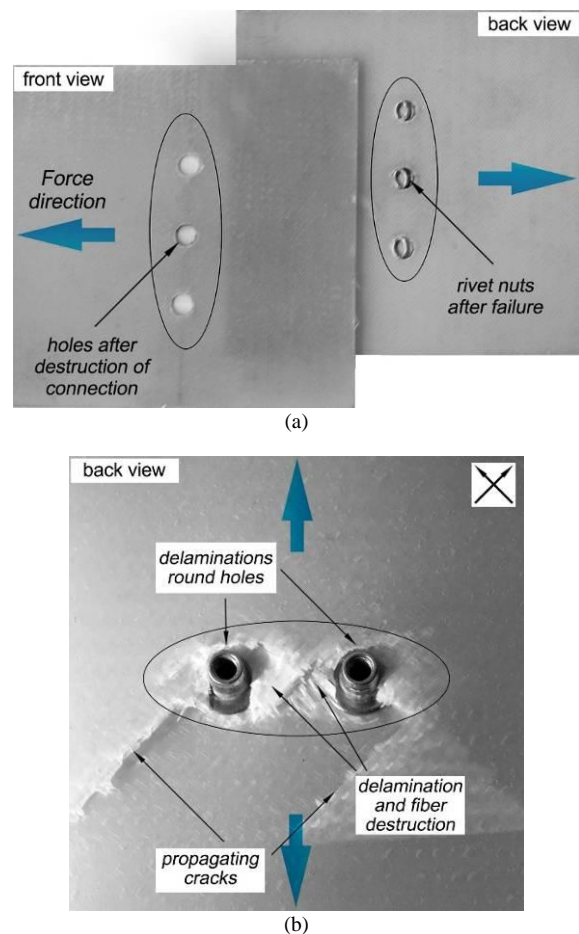 back view
front view
Force
direction
holes after
destruction of
connection
rivet nuts
after failure
(a)
back view
delaminations
round holes
delamination
and fiber
destruction
propagating
cracks
(b)